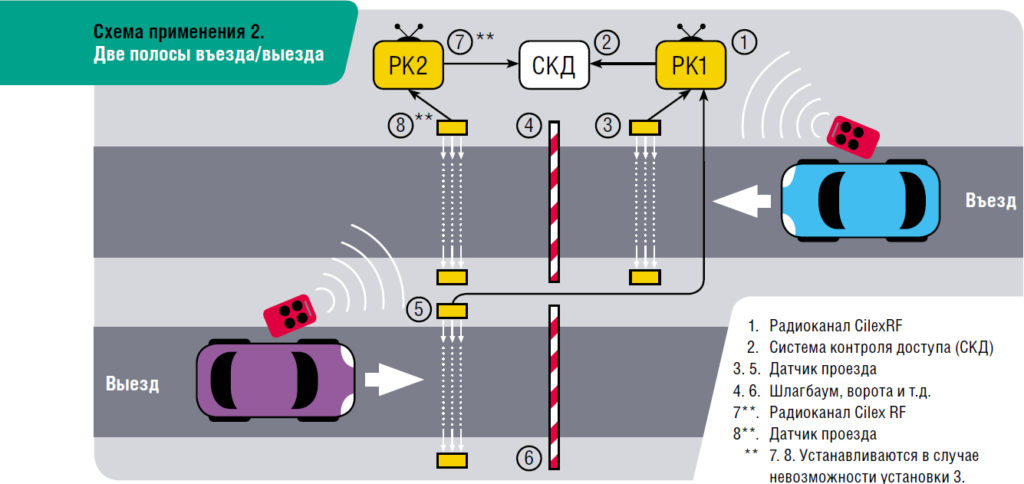 Схема применения 2.
Две полосы въезда/выезда
РК2
7 **
СКД
2
РК1
1
8 **
4
3
Въезд
5
Выезд
6
1. Радиоканал CilexRF
2. Система контроля доступа (СКД)
3. 5. Датчик проезда
4. 6. Шлагбаум, ворота и т.д.
7**. Радиоканал Cilex RF
8**. Датчик проезда
** 7. 8. Устанавливаются в случае
невозможности установки 3.